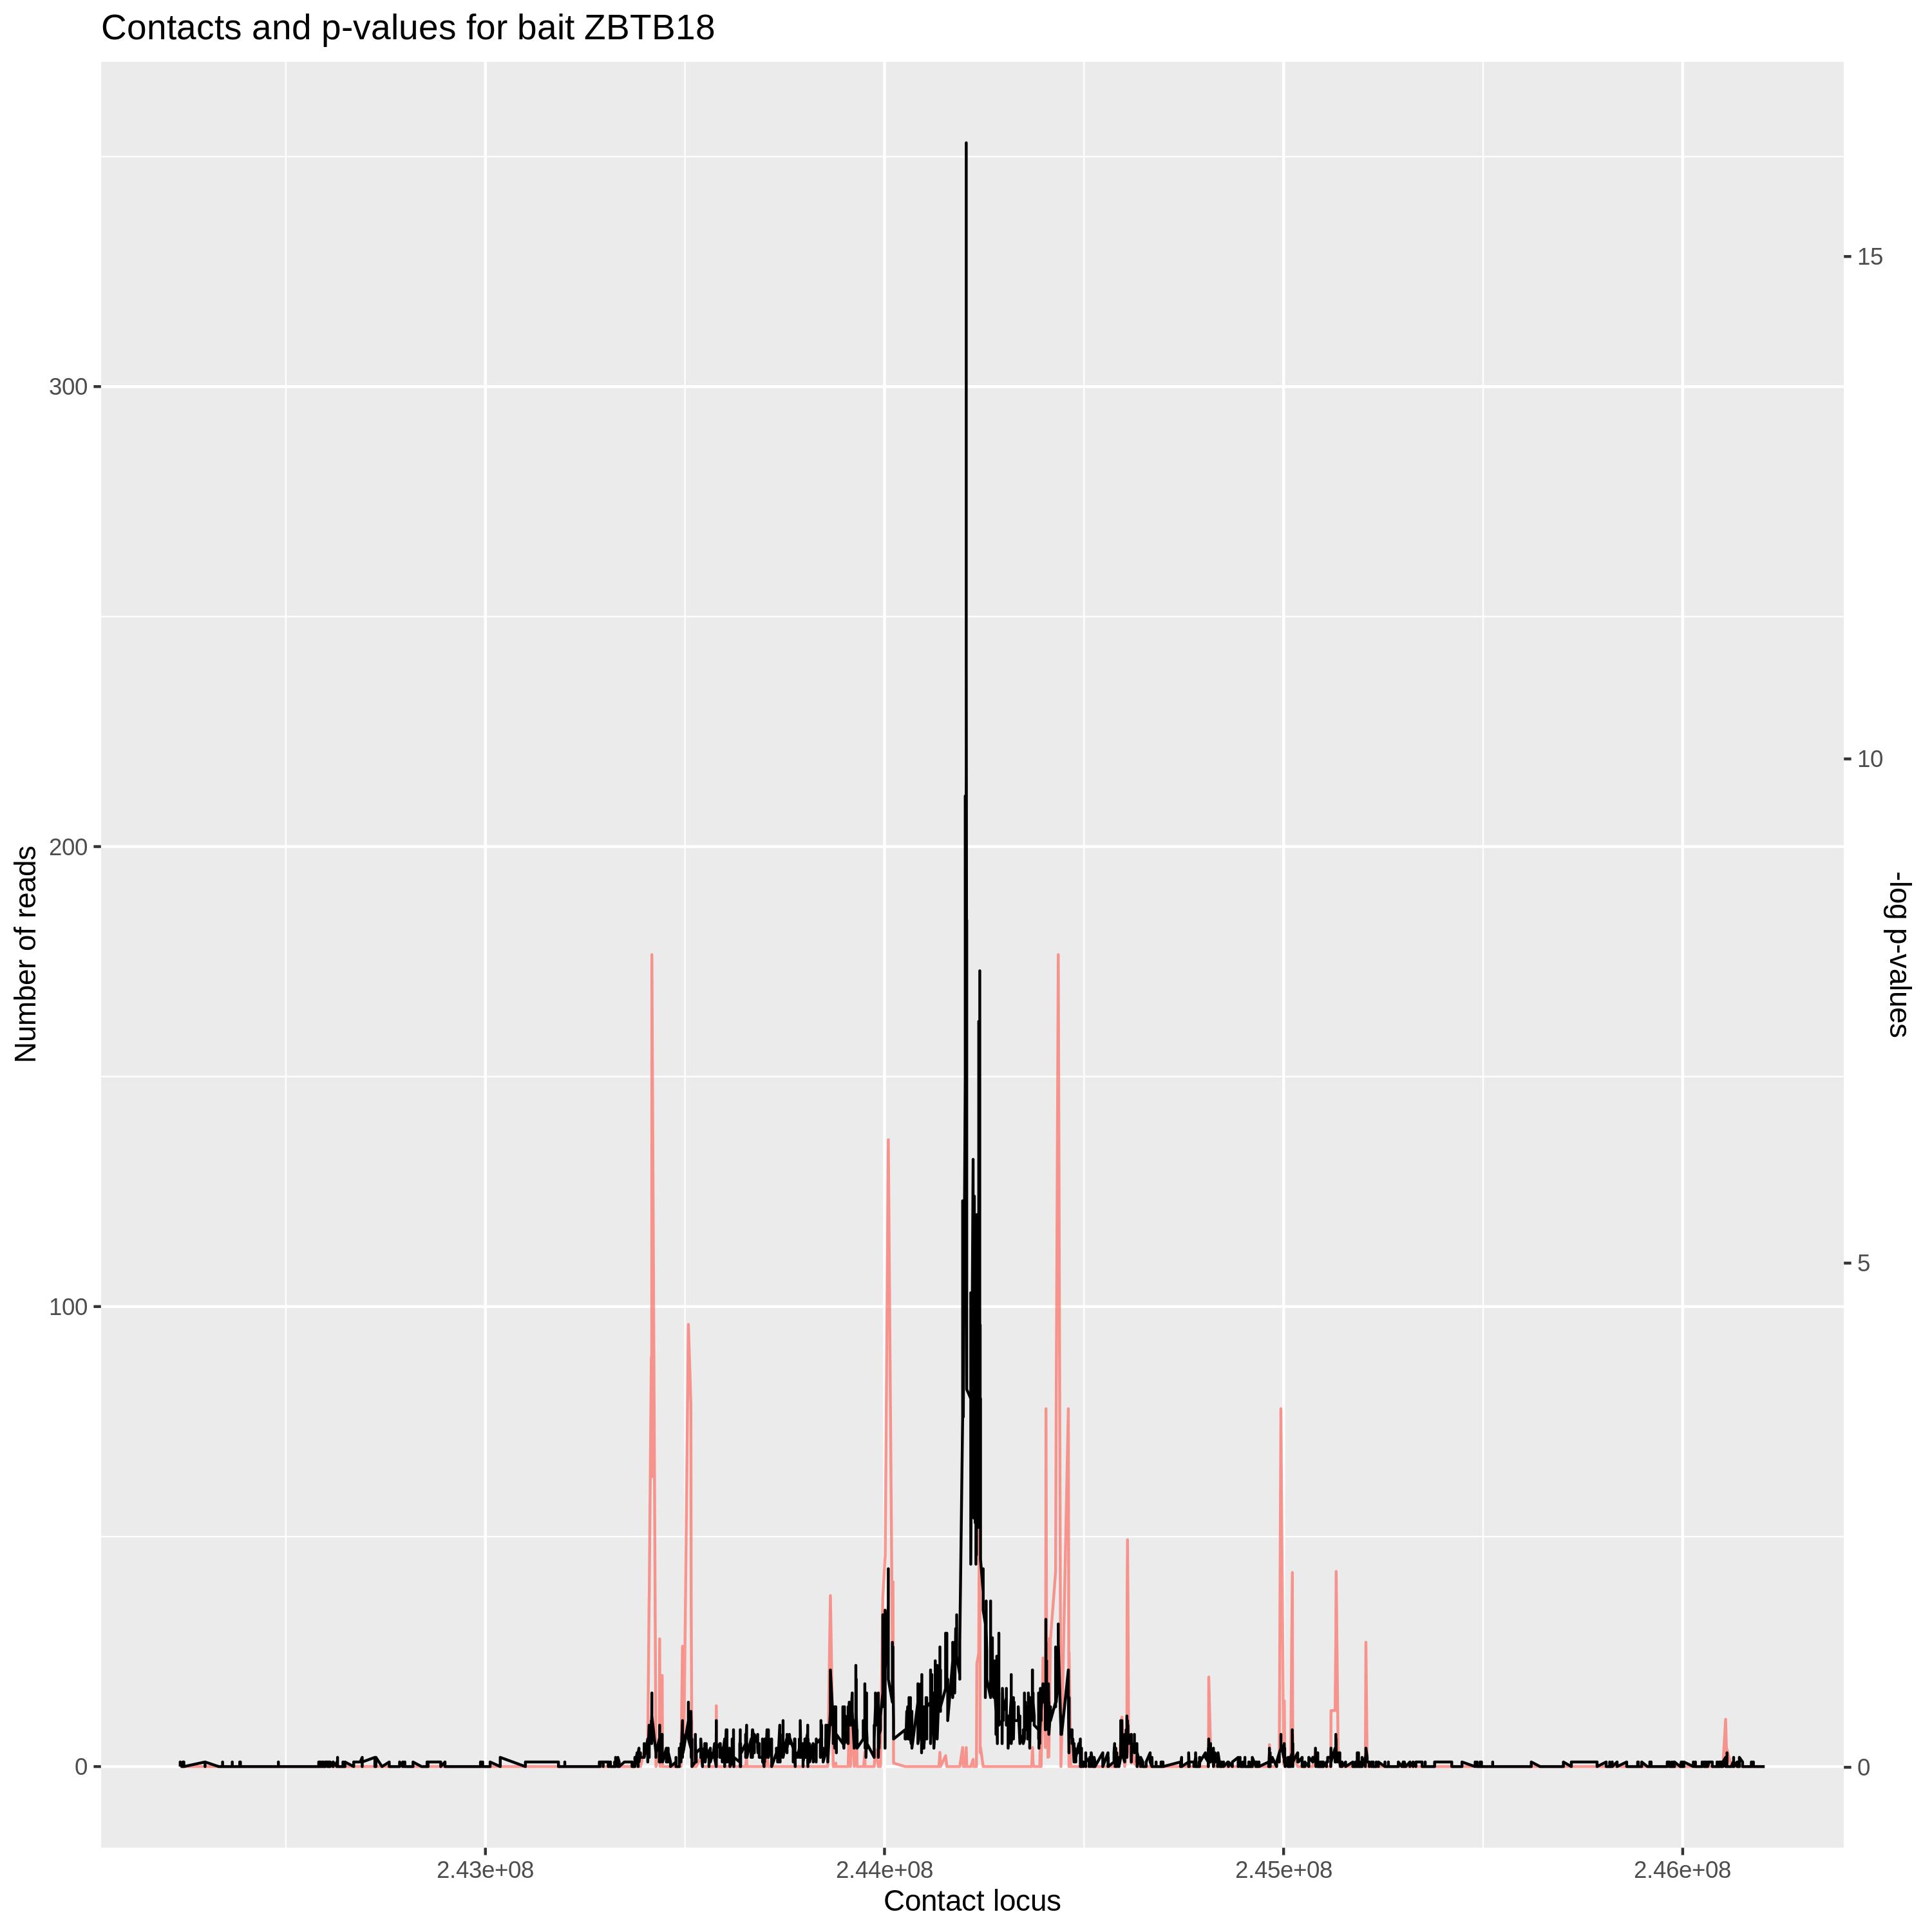 Contacts and p-values for bait ZBTB18
300
200
100
0
Number of reads
15
10
5
0
-log p-values
2.43e+08
2.44e+08
2.45e+08
2.46e+08
Contact locus